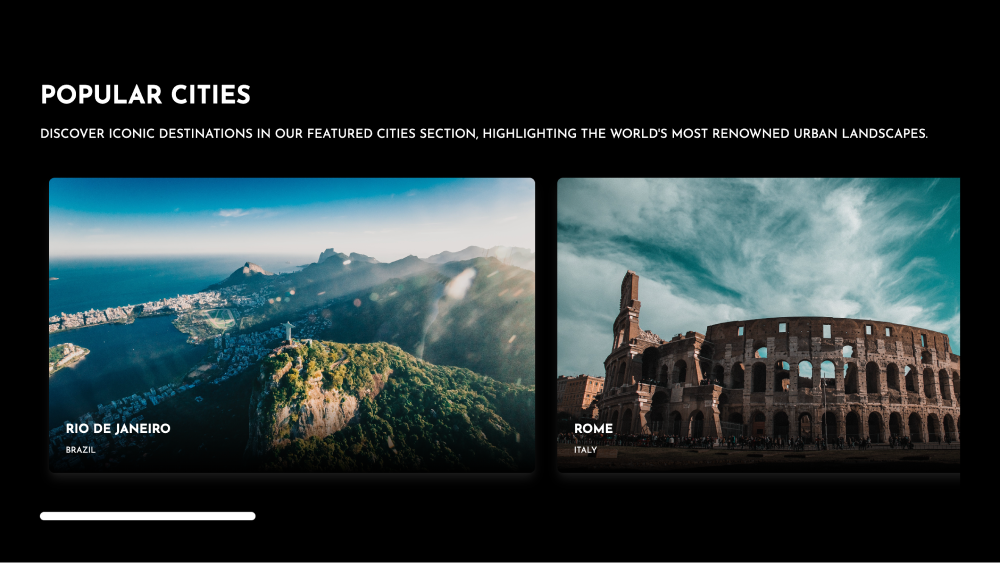 POPULAR CITIES
DISCOVER ICONIC DESTINATIONS IN OUR FEATURED CITIES SECTION, HIGHLIGHTING THE WORLD'S MOST RENOWNED URBAN LANDSCAPES.
RIO DE JANEIRO
BRAZIL
ROME
ITALY